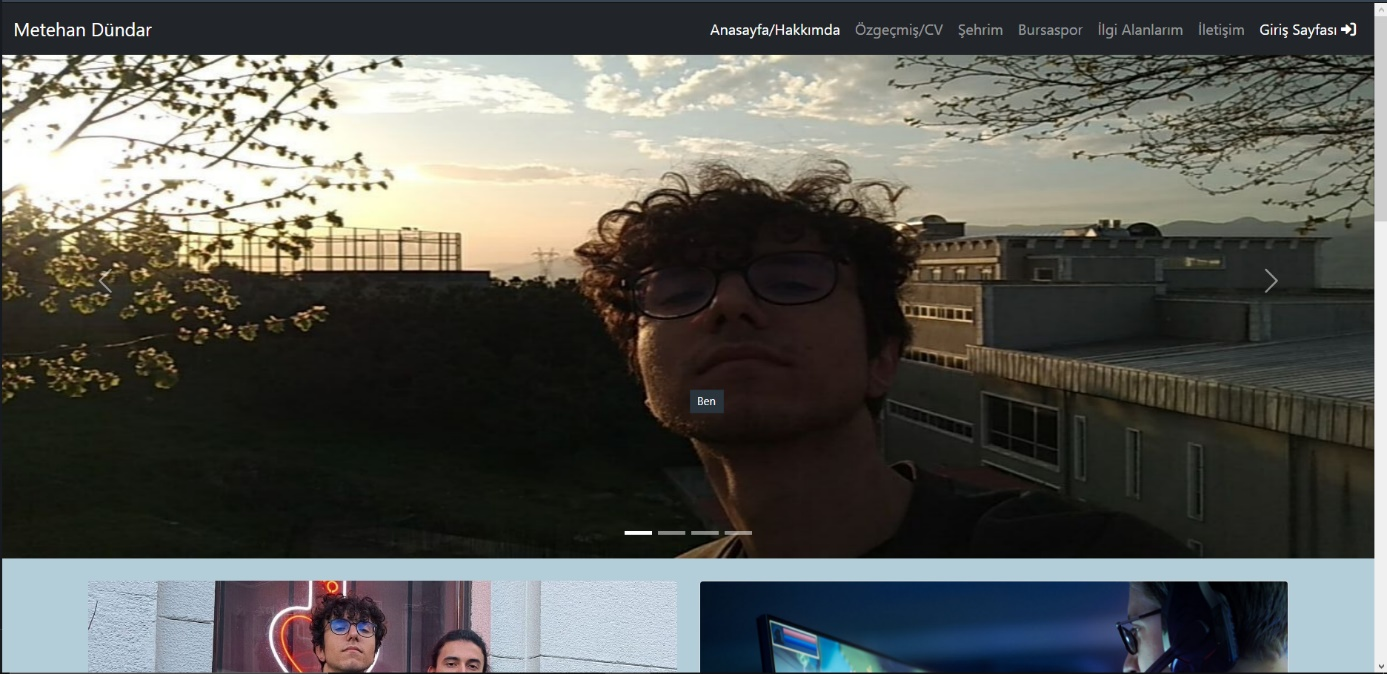 Metehan Dündar
Anasayfa/Hakkımda Özgeçmiş/CV Şehrim Bursaspor İlgi Alanlarım İletişim Giriş Sayfası
Ben